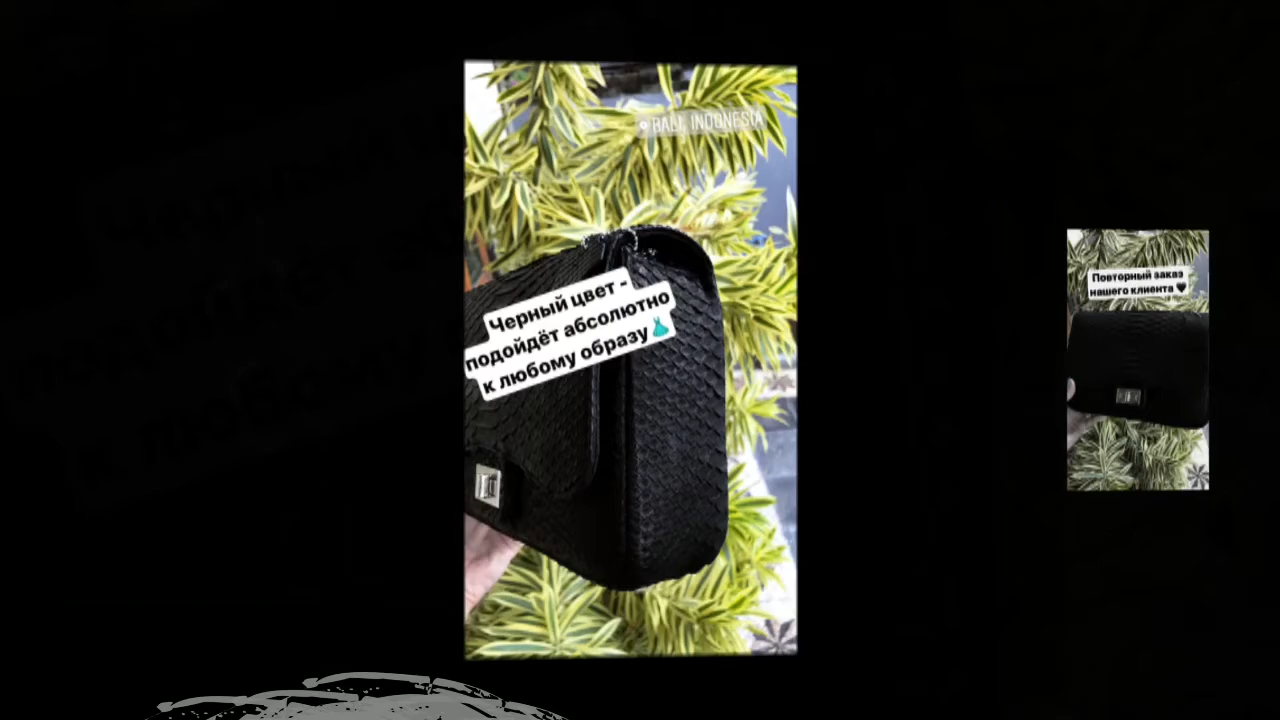 BALI, INDONESIA
Черный цвет -
подойдёт абсолютно
к любому образу👗
Повторный заказ
нашего клиента🖤